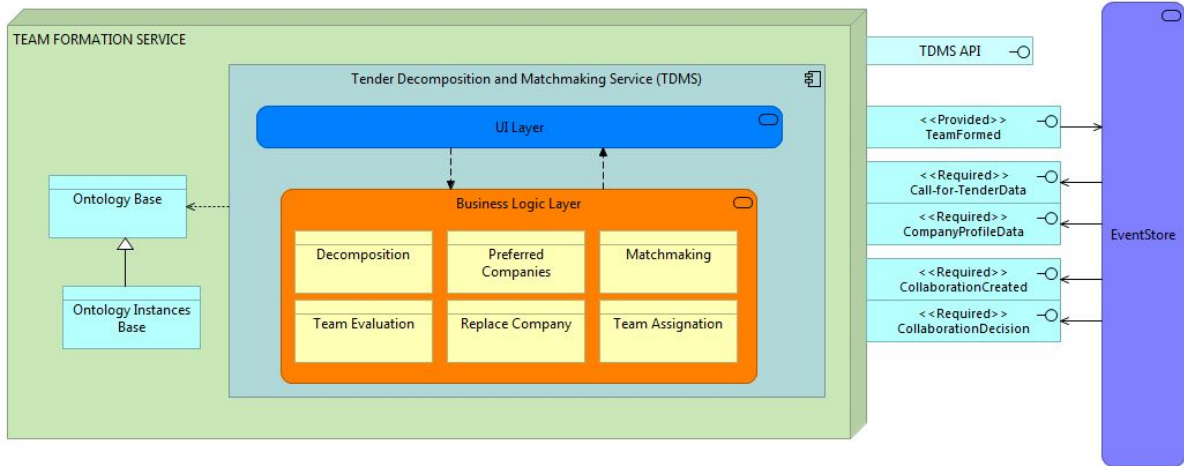 TEAM FORMATION SERVICE
Tender Decomposition and Matchmaking Service (TDMS)
UI Layer
Ontology Base
Ontology Instances
Base
Business Logic Layer
Decomposition
Preferred
Companies
Matchmaking
Team Evaluation
Replace Company
Team Assignation
TDMS API
<<Provided>>
TeamFormed
<<Required>>
Call-for-TenderData
<<Required>>
CompanyProfileData
<<Required>>
CollaborationCreated
<<Required>>
CollaborationDecision
EventStore